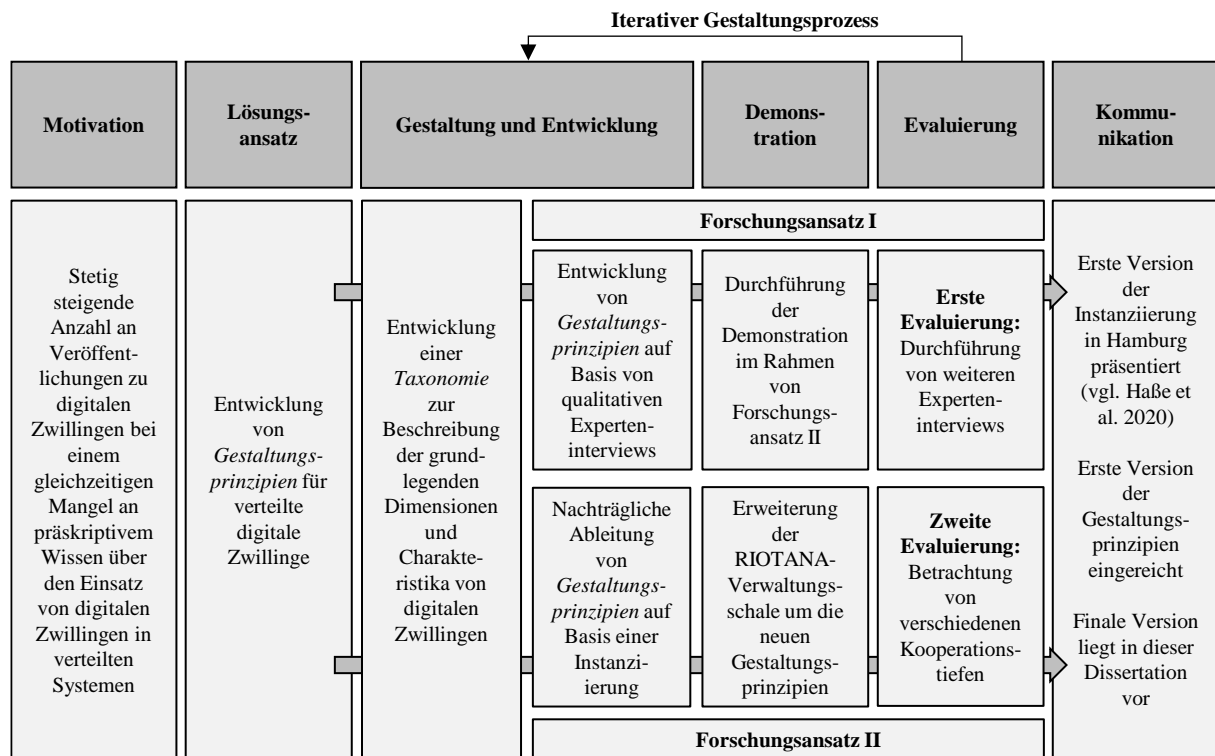 Iterativer Gestaltungsprozess
Motivation
Lösungs-
ansatz
Gestaltung und Entwicklung
Demons-
tration
Evaluierung
Kommu-
nikation
Stetig
steigende
Anzahl an
Veröffent-
lichungen zu
digitalen
Zwillingen bei
einem
gleichzeitigen
Mangel an
präskriptivem
Wissen über
den Einsatz
von digitalen
Zwillingen in
verteilten
Systemen
Entwicklung
von
Gestaltungs-
prinzipien für
verteilte
digitale
Zwillinge
Entwicklung
einer
Taxonomie
zur
Beschreibung
der grund-
legenden
Dimensionen
und
Charakte-
ristika von
digitalen
Zwillingen
Forschungsansatz I
Entwicklung
von
Gestaltungs-
prinzipien auf
Basis von
qualitativen
Experten-
interviews
Durchführung
der
Demonstration
im Rahmen
von
Forschungs-
ansatz II
Erste
Evaluierung:
Durchführung
von weiteren
Experten-
interviews
Nachträgliche
Ableitung
von
Gestaltungs-
prinzipien auf
Basis einer
Instanzi-
ierung
Erweiterung
der
RIOTANA-
Verwaltungs-
schale um die
neuen
Gestaltungs-
prinzipien
Zweite
Evaluierung:
Betrachtung
von
verschiedenen
Kooperations-
tiefen
Forschungsansatz II
Erste Version
der
Instanziierung
in Hamburg
präsentiert
(vgl. Haße et
al. 2020)
Erste Version
der
Gestaltungs-
prinzipien
eingereicht
Finale Version
liegt in dieser
Dissertation
vor